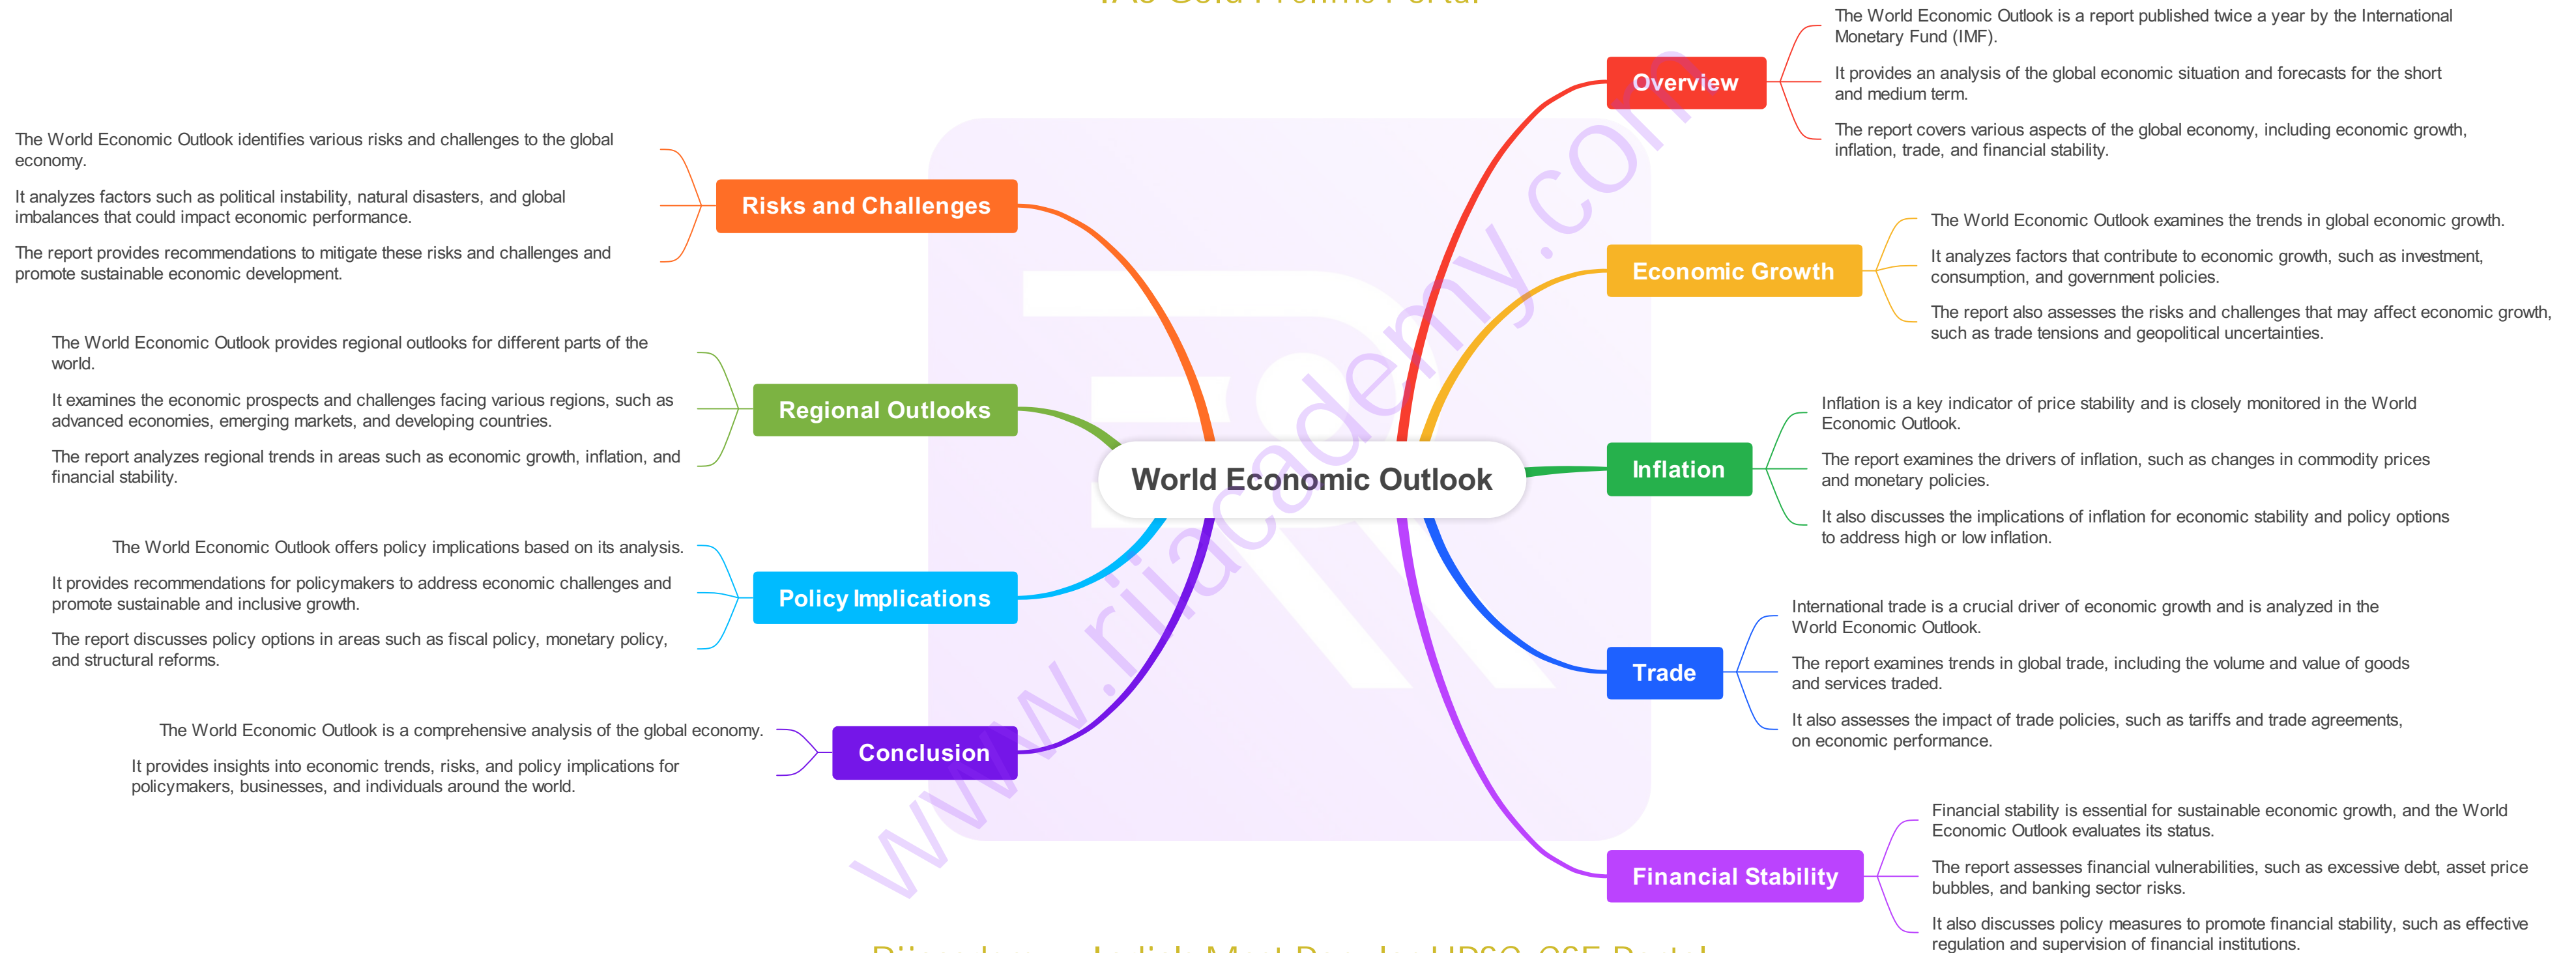 IAS Gold Prelims Portal
World Economic Outlook
Overview
The World Economic Outlook is a report published twice a year by the International
Monetary Fund (IMF).
It provides an analysis of the global economic situation and forecasts for the short
and medium term.
The report covers various aspects of the global economy, including economic growth,
inflation, trade, and financial stability.
Economic Growth
The World Economic Outlook examines the trends in global economic growth.
It analyzes factors that contribute to economic growth, such as investment,
consumption, and government policies.
The report also assesses the risks and challenges that may affect economic growth,
such as trade tensions and geopolitical uncertainties.
Inflation
Inflation is a key indicator of price stability and is closely monitored in the World
Economic Outlook.
The report examines the drivers of inflation, such as changes in commodity prices
and monetary policies.
It also discusses the implications of inflation for economic stability and policy options
to address high or low inflation.
Trade
International trade is a crucial driver of economic growth and is analyzed in the
World Economic Outlook.
The report examines trends in global trade, including the volume and value of goods
and services traded.
It also assesses the impact of trade policies, such as tariffs and trade agreements,
on economic performance.
Financial Stability
Financial stability is essential for sustainable economic growth, and the World
Economic Outlook evaluates its status.
The report assesses financial vulnerabilities, such as excessive debt, asset price
bubbles, and banking sector risks.
It also discusses policy measures to promote financial stability, such as effective
regulation and supervision of financial institutions.
Risks and Challenges
The World Economic Outlook identifies various risks and challenges to the global
economy.
It analyzes factors such as political instability, natural disasters, and global
imbalances that could impact economic performance.
The report provides recommendations to mitigate these risks and challenges and
promote sustainable economic development.
Regional Outlooks
The World Economic Outlook provides regional outlooks for different parts of the
world.
It examines the economic prospects and challenges facing various regions, such as
advanced economies, emerging markets, and developing countries.
The report analyzes regional trends in areas such as economic growth, inflation, and
financial stability.
Policy Implications
The World Economic Outlook offers policy implications based on its analysis.
It provides recommendations for policymakers to address economic challenges and
promote sustainable and inclusive growth.
The report discusses policy options in areas such as fiscal policy, monetary policy,
and structural reforms.
Conclusion
The World Economic Outlook is a comprehensive analysis of the global economy.
It provides insights into economic trends, risks, and policy implications for
policymakers, businesses, and individuals around the world.
www.rijacademy.com
India's Most Popular UPSC CSE Portal